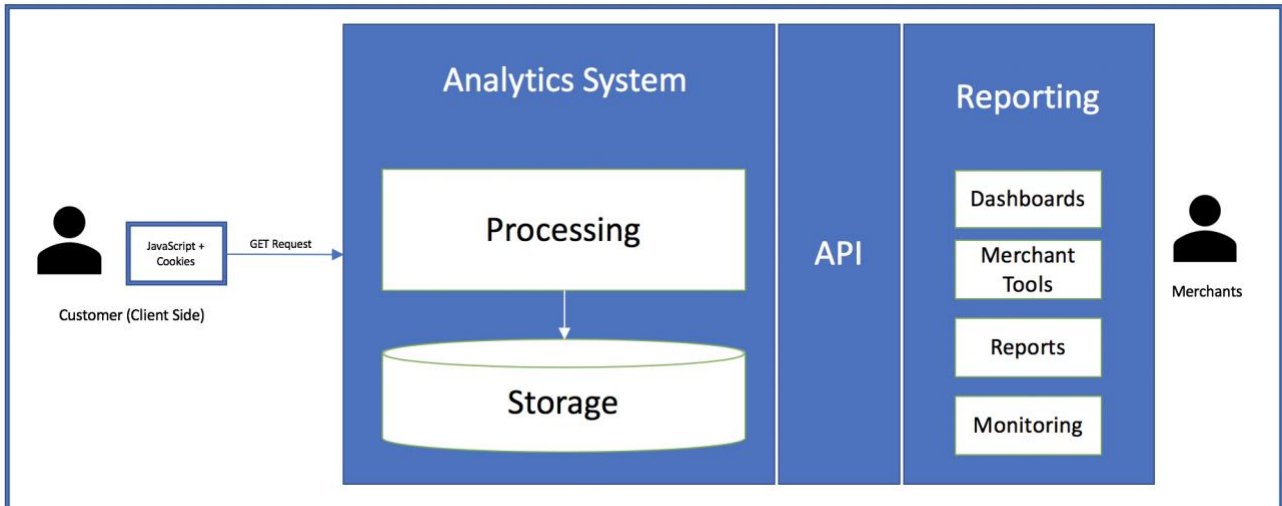 Customer (Client Side)
JavaScript +
Cookies
GET Request
Analytics System
Processing
Storage
API
Reporting
Dashboards
Merchant
Tools
Reports
Monitoring
Merchants